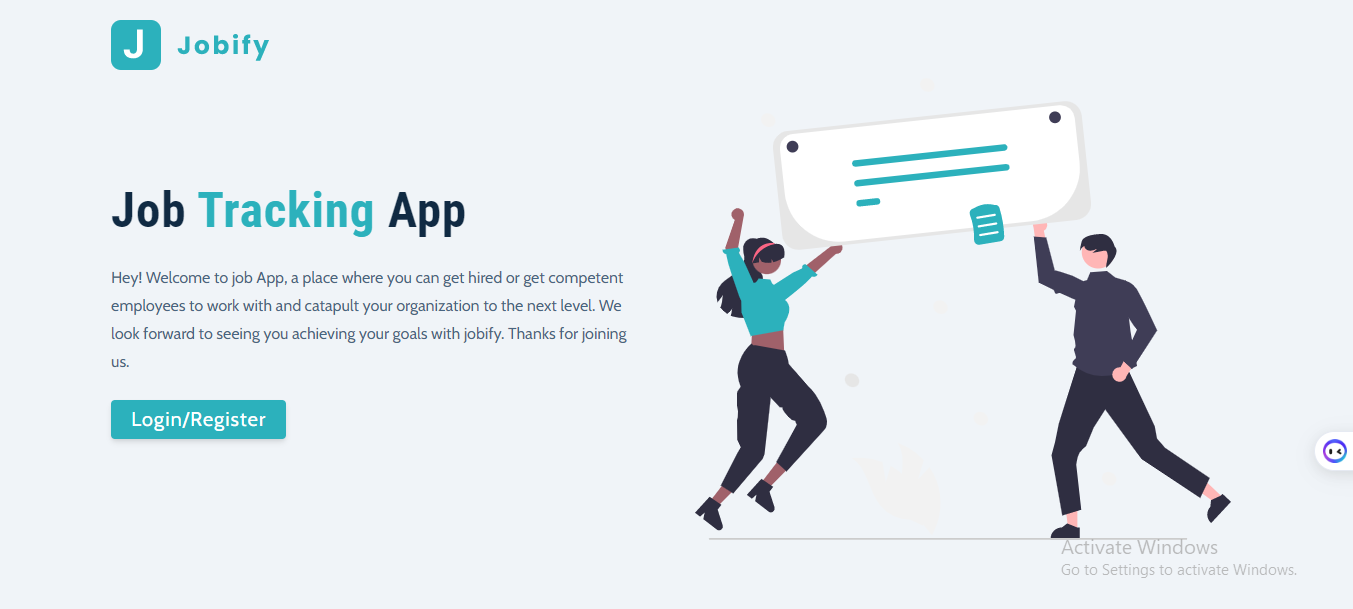 J Jobify
Job Tracking App
Hey! Welcome to job App, a place where you can get hired or get competent
employees to work with and catapult your organization to the next level. We
look forward to seeing you achieving your goals with jobify. Thanks for joining
us.
Login/Register
Activate Windows
Go to Settings to activate Windows.